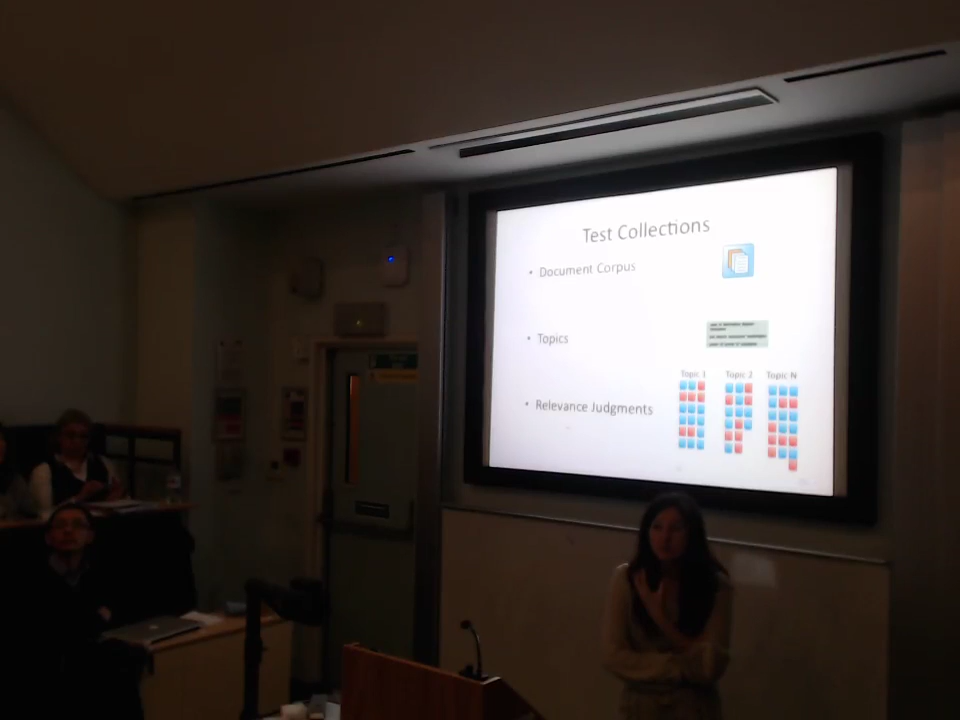 Test Collections
• Document Corpus
• Topics
Topic 1 Topic 2 Topic N
• Relevance Judgments